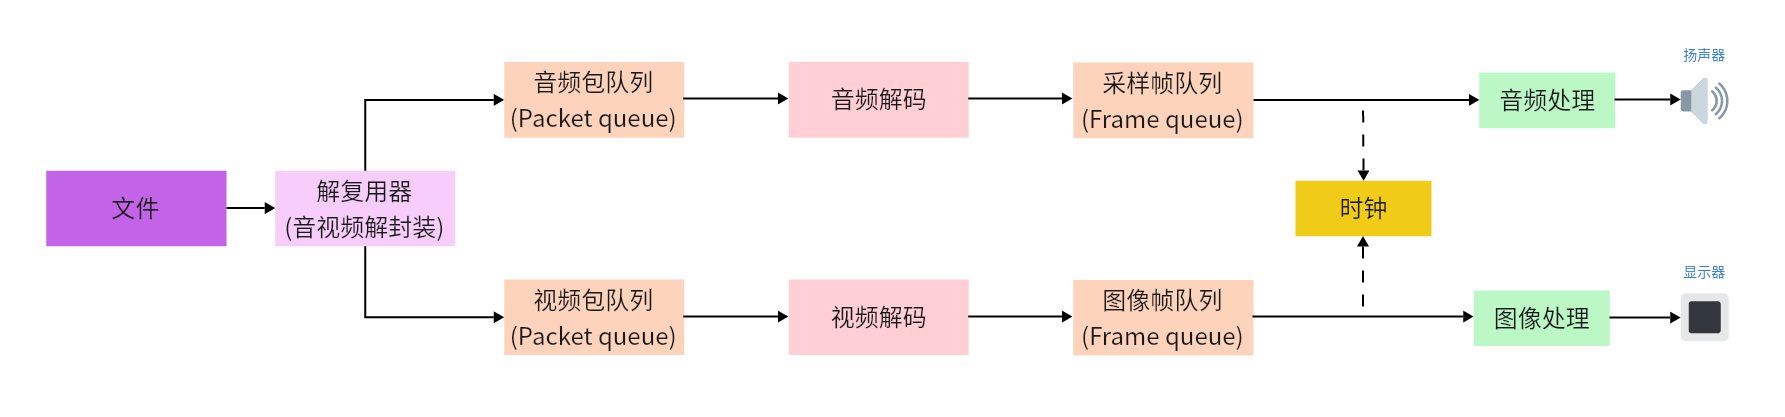 扬声器
音频包队列
(Packet queue)
音频解码
采样帧队列
(Frame queue)
音频处理
文件
解复用器
(音视频解封装)
时钟
显示器
视频包队列
(Packet queue)
视频解码
图像帧队列
(Frame queue)
图像处理